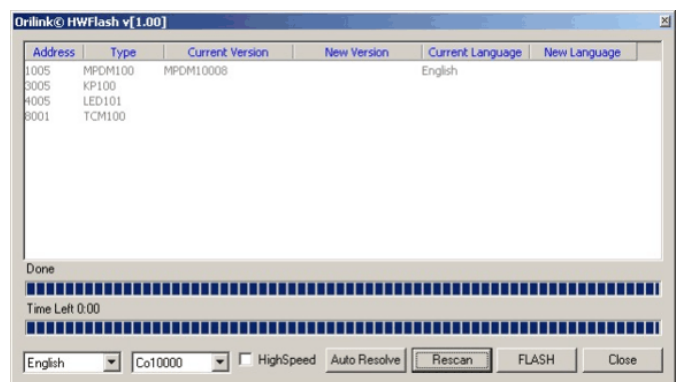 Orilink© HWFlash v[1.00]
Address Type Current Version New Version Current Language New Language
1005 MPDM100 MPDM10008 English
3005 KP100
4005 LED101
8001 TCM100
Done
Time Left 0:00
English Co10000 HighSpeed Auto Resolve Rescan FLASH Close